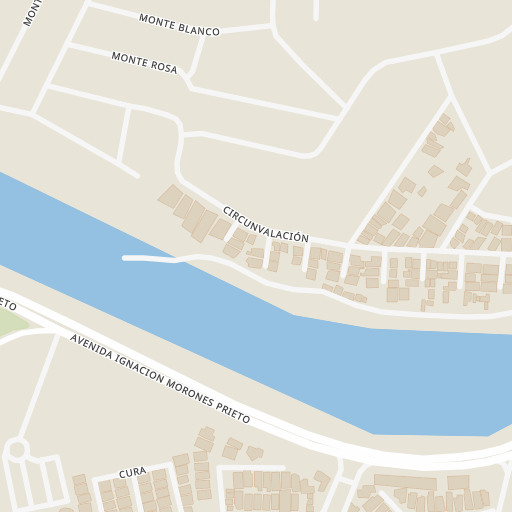 MONTE BLANCO
MONTE ROSA
CIRCUNVALACIÓN
AVENIDA IGNACION MORONES PRIETO
CURA